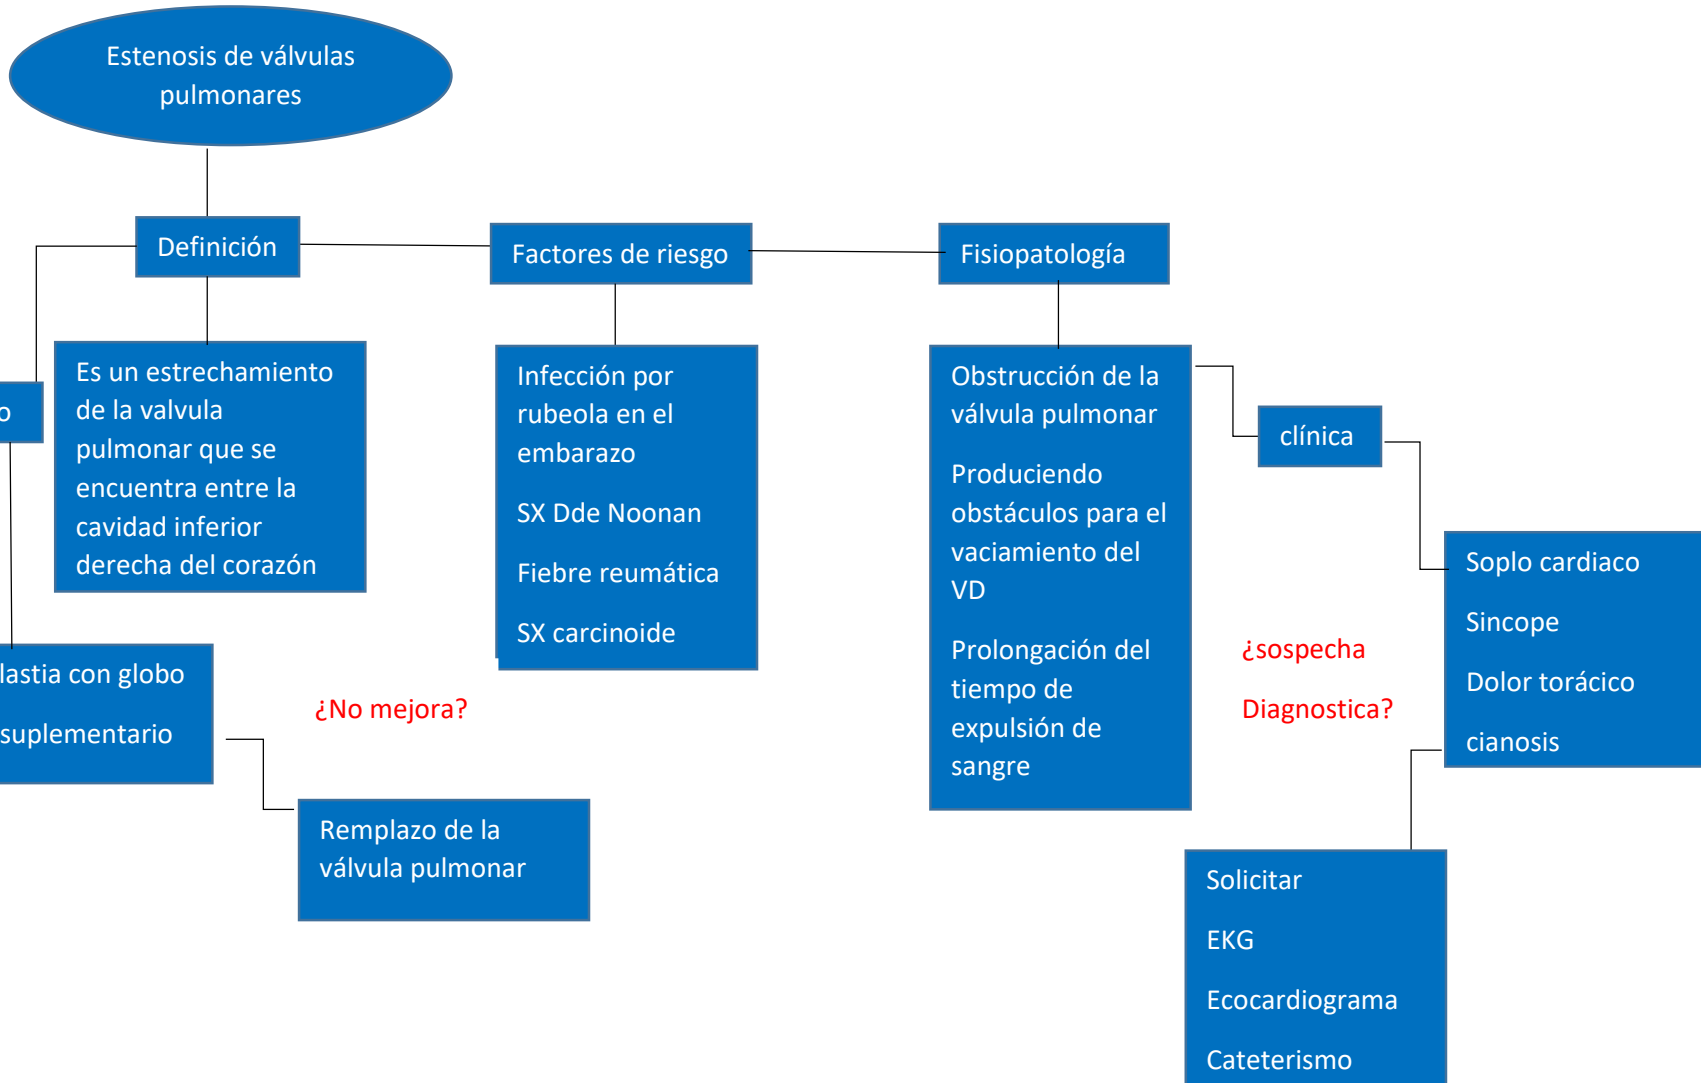 Estenosis de válvulas
pulmonares
Definición
Factores de riesgo
Fisiopatología
Es un estrechamiento
de la valvula
pulmonar que se
encuentra entre la
cavidad inferior
derecha del corazón
Infección por
rubeola en el
embarazo
SX Dde Noonan
Fiebre reumática
SX carcinoide
Obstrucción de la
válvula pulmonar
Produciendo
obstáculos para el
vaciamiento del
VD
Prolongación del
tiempo de
expulsión de
sangre
clínica
Soplo cardiaco
Sincope
Dolor torácico
cianosis
¿sospecha
Diagnostica?
Solicitar
EKG
Ecocardiograma
Cateterismo
o
lastia con globo
suplementario
¿No mejora?
Remplazo de la
válvula pulmonar